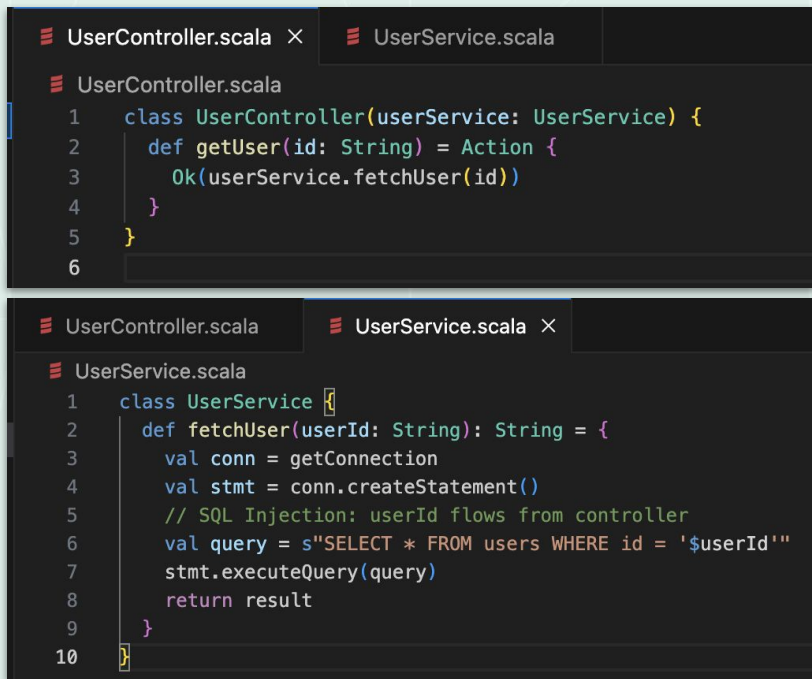 UserController.scala × UserService.scala
UserController.scala
1 class UserController(userService: UserService) {
2 def getUser(id: String) = Action {
3 Ok(userService.fetchUser(id))
4 }
5 }
6
UserController.scala UserService.scala ×
UserService.scala
1 class UserService {
2 def fetchUser(userId: String): String = {
3 val conn = getConnection
4 val stmt = conn.createStatement()
5 // SQL Injection: userId flows from controller
6 val query = s"SELECT * FROM users WHERE id = '$userId'"
7 stmt.executeQuery(query)
8 return result
9 }
10 }